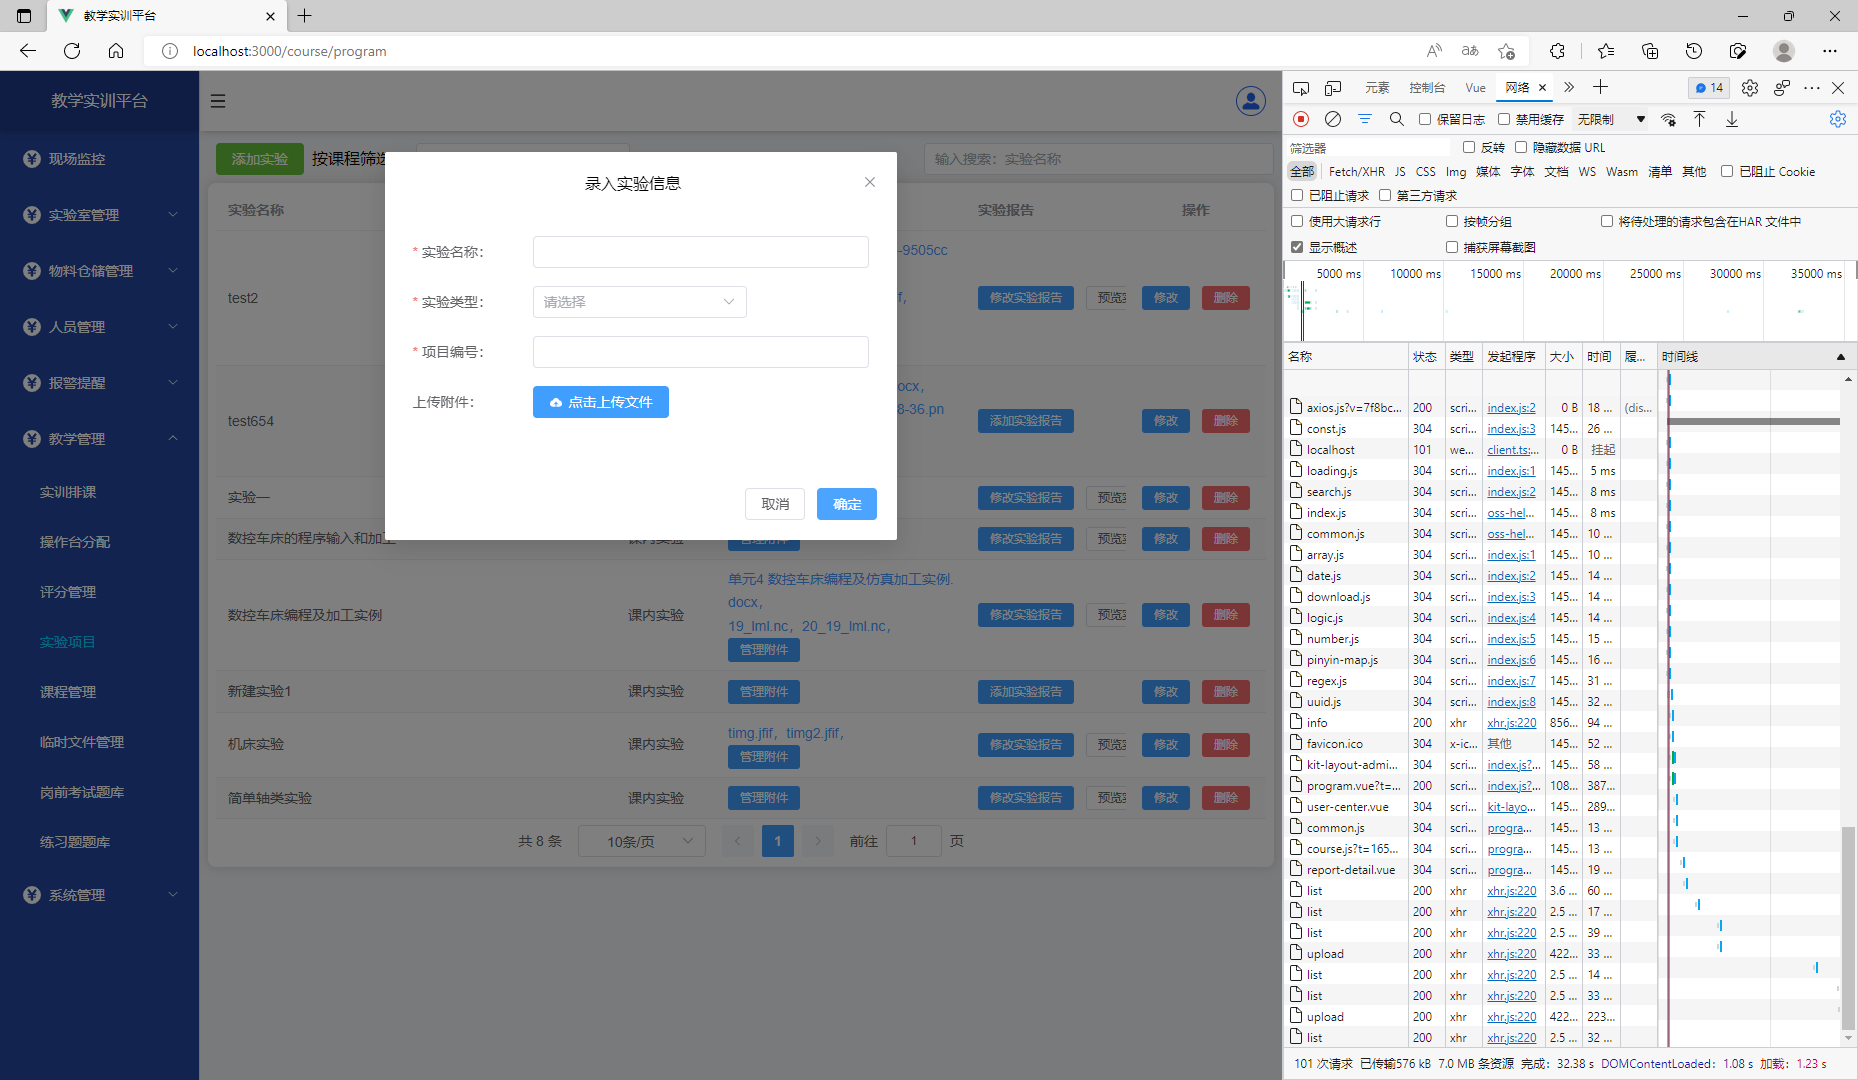 教学实训平台
localhost:3000/course/program
教学实训平台
现场监控
实验室管理
物料仓储管理
人员管理
报警提醒
教学管理
实训排课
操作台分配
评分管理
实验项目
课程管理
临时文件管理
岗前考试题库
练习题题库
系统管理
添加实验 按课程筛选
输入搜索：实验名称
实验名称 实验报告 操作
-9505cc
test2 修改实验报告 修改 删除
docx,
8-36.pn
test654 添加实验报告 修改 删除
实验一 修改实验报告 修改 删除
数控车床的程序输入和加工 课内实验 管理附件 修改实验报告 修改 删除
单元4 数控车床编程及仿真加工实例.
docx,
数控车床编程及加工实例 课内实验 修改实验报告 修改 删除
19_lml.nc, 20_19_lml.nc,
管理附件
新建实验1 课内实验 管理附件 添加实验报告 修改 删除
timg.jfif, timg2.jfif,
机床实验 课内实验 修改实验报告 修改 删除
管理附件
简单轴类实验 课内实验 管理附件 修改实验报告 修改 删除
共 8 条 10条/页 1 前往 1 页
录入实验信息
* 实验名称:
* 实验类型: 请选择
* 项目编号:
上传附件: 点击上传文件
取消 确定
元素 控制台 Vue 网络 14
保留日志 禁用缓存 无限制
筛选器 反转 隐藏数据 URL
全部 Fetch/XHR JS CSS Img 媒体 字体 文档 WS Wasm 清单 其他 已阻止 Cookie
已阻止请求 第三方请求
使用大请求行 按帧分组 将待处理的请求包含在HAR 文件中
显示概述 捕获屏幕截图
5000 ms 10000 ms 15000 ms 20000 ms 25000 ms 30000 ms 35000 ms
名称 状态 类型 发起程序 大小 时间 履... 时间线
axios.js?v=7f8bc... 200 scri... index.js:2 0 B 18 ... (dis...
const.js 304 scri... index.js:3 145... 26 ...
localhost 101 we... client.ts:... 0 B 挂起
loading.js 304 scri... index.js:1 145... 5 ms
search.js 304 scri... index.js:2 145... 8 ms
index.js 304 scri... oss-hel... 145... 8 ms
common.js 304 scri... oss-hel... 145... 10 ...
array.js 304 scri... index.js:1 145... 10 ...
date.js 304 scri... index.js:2 145... 14 ...
download.js 304 scri... index.js:3 145... 14 ...
logic.js 304 scri... index.js:4 145... 14 ...
number.js 304 scri... index.js:5 145... 15 ...
pinyin-map.js 304 scri... index.js:6 145... 16 ...
regex.js 304 scri... index.js:7 145... 31 ...
uuid.js 304 scri... index.js:8 145... 32 ...
info 200 xhr xhr.js:220 856... 94 ...
favicon.ico 304 x-ic... 其他 145... 52 ...
kit-layout-admi... 304 scri... index.js?... 145... 58 ...
program.vue?t=... 200 scri... index.js?... 108... 387...
user-center.vue 304 scri... kit-layo... 145... 289...
common.js 304 scri... progra... 145... 13 ...
course.js?t=165... 304 scri... progra... 145... 13 ...
report-detail.vue 304 scri... progra... 145... 19 ...
list 200 xhr xhr.js:220 3.6 ... 60 ...
list 200 xhr xhr.js:220 2.5 ... 17 ...
list 200 xhr xhr.js:220 2.5 ... 39 ...
upload 200 xhr xhr.js:220 422... 33 ...
list 200 xhr xhr.js:220 2.5 ... 14 ...
list 200 xhr xhr.js:220 2.5 ... 33 ...
upload 200 xhr xhr.js:220 422... 223...
list 200 xhr xhr.js:220 2.5 ... 32 ...
101 次请求 已传输576 kB 7.0 MB 条资源 完成: 32.38 s DOMContentLoaded: 1.08 s 加载: 1.23 s